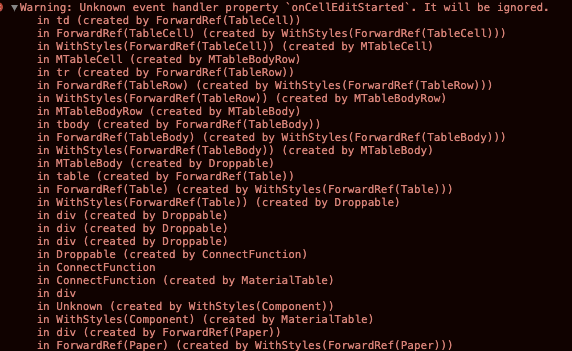 Warning: Unknown event handler property `onCellEditStarted`. It will be ignored.
in td (created by ForwardRef(TableCell))
in ForwardRef(TableCell) (created by WithStyles(ForwardRef(TableCell)))
in WithStyles(ForwardRef(TableCell)) (created by MTableCell)
in MTableCell (created by MTableBodyRow)
in tr (created by ForwardRef(TableRow))
in ForwardRef(TableRow) (created by WithStyles(ForwardRef(TableRow)))
in WithStyles(ForwardRef(TableRow)) (created by MTableBodyRow)
in MTableBodyRow (created by MTableBody)
in tbody (created by ForwardRef(TableBody))
in ForwardRef(TableBody) (created by WithStyles(ForwardRef(TableBody)))
in WithStyles(ForwardRef(TableBody)) (created by MTableBody)
in MTableBody (created by Droppable)
in table (created by ForwardRef(Table))
in ForwardRef(Table) (created by WithStyles(ForwardRef(Table)))
in WithStyles(ForwardRef(Table)) (created by Droppable)
in div (created by Droppable)
in div (created by Droppable)
in div (created by Droppable)
in Droppable (created by ConnectFunction)
in ConnectFunction
in ConnectFunction (created by MaterialTable)
in div
in Unknown (created by WithStyles(Component))
in WithStyles(Component) (created by MaterialTable)
in div (created by ForwardRef(Paper))
in ForwardRef(Paper) (created by WithStyles(ForwardRef(Paper)))